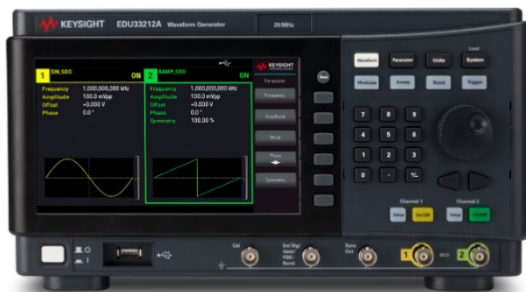 KEYSIGHT EDU33212A Waveform Generator 20MHz
1 SIN,50Ω ON
Frequency 1.000,000,000 kHz
Amplitude 100.0 mVpp
Offset +0.000 V
Phase 0.0 °
2 RAMP,50Ω ON
Frequency 1.000,000,000 kHz
Amplitude 100.0 mVpp
Offset +0.000 V
Phase 0.0 °
Symmetry 100.00 %
KEYSIGHT
Parameter
Frequency
Amplitude
Offset
Phase
Symmetry
Back
Local
Waveform Parameter Units System
Modulate Sweep Burst Trigger
7 8 9
4 5 6
1 2 3
0 . +/-
Channel 1 Channel 2
Setup On/Off Setup On/Off
Cal
Ext Trig/
Gate/
FSK/
Burst
Sync
Out
1
2